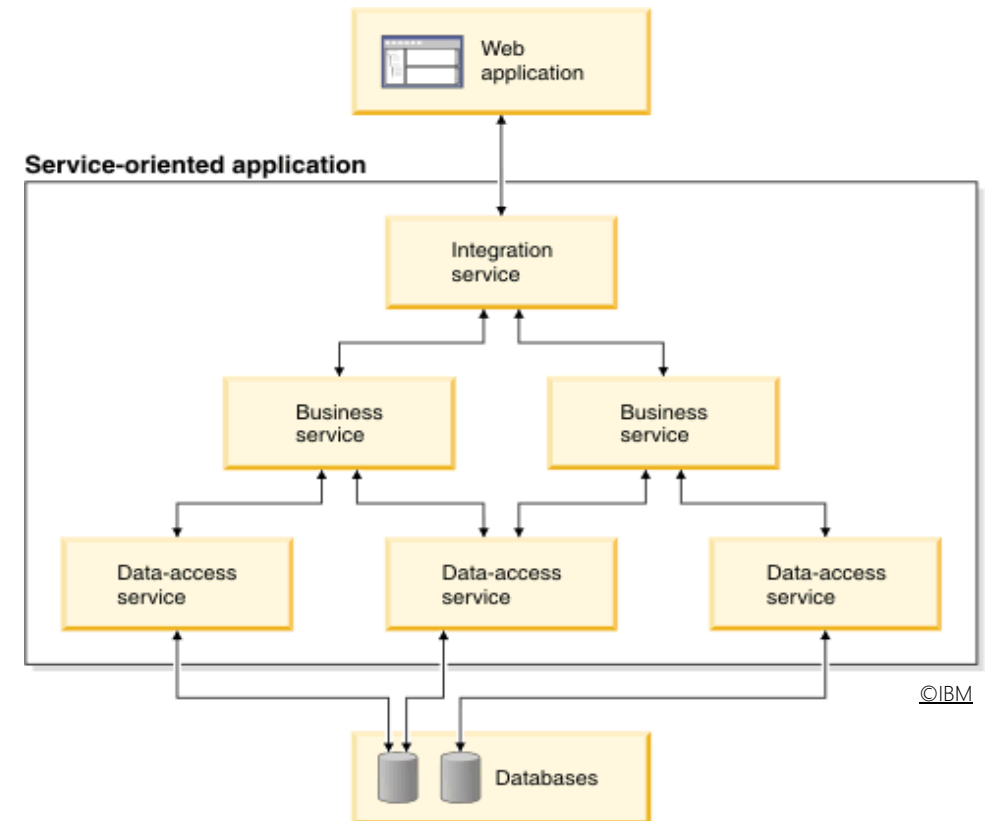 Web
application
Service-oriented application
Integration
service
Business
service
Business
service
Data-access
service
Data-access
service
Data-access
service
©IBM
Databases